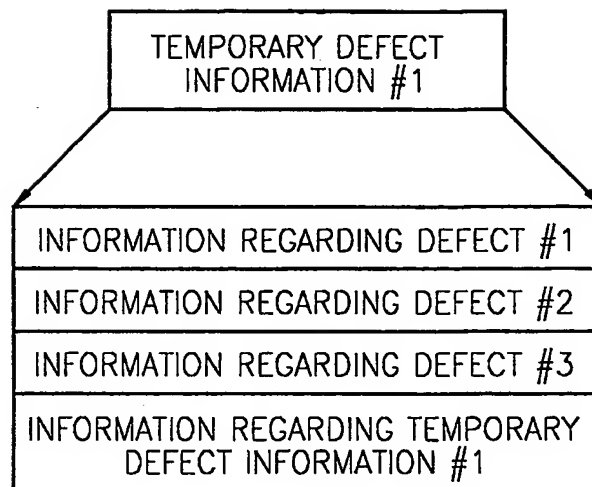 TEMPORARY DEFECT
INFORMATION #1
INFORMATION REGARDING DEFECT #1
INFORMATION REGARDING DEFECT #2
INFORMATION REGARDING DEFECT #3
INFORMATION REGARDING TEMPORARY
DEFECT INFORMATION #1